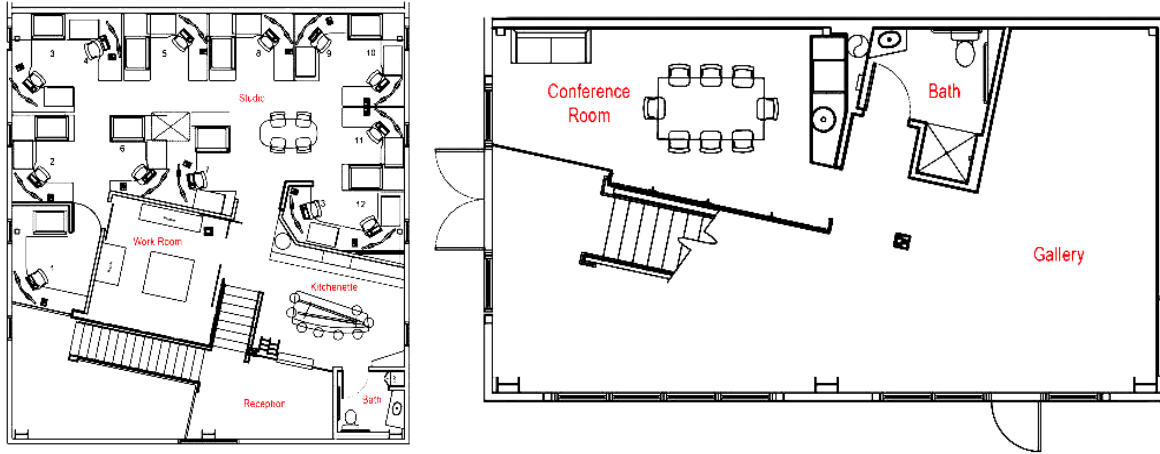 3
4
5
8
9
10
Studio
2
6
7
11
3
12
Work Room
1
Kitchenette
Reception
Bath
Conference
Room
Bath
Gallery